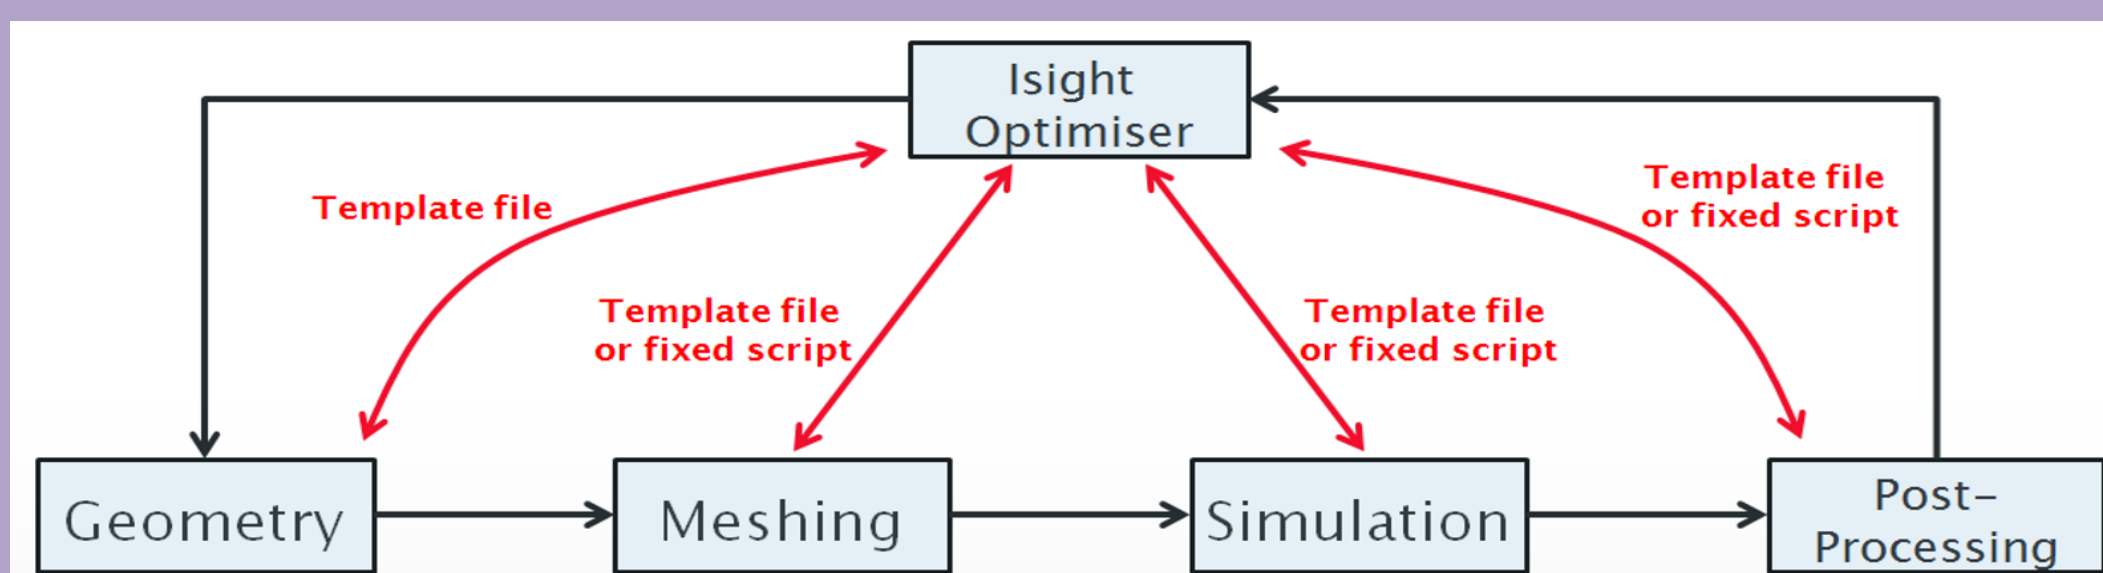 Isight
Optimiser
Template file
Template file
or fixed script
Template file
or fixed script
Template file
or fixed script
Geometry
Meshing
Simulation
Post-
Processing